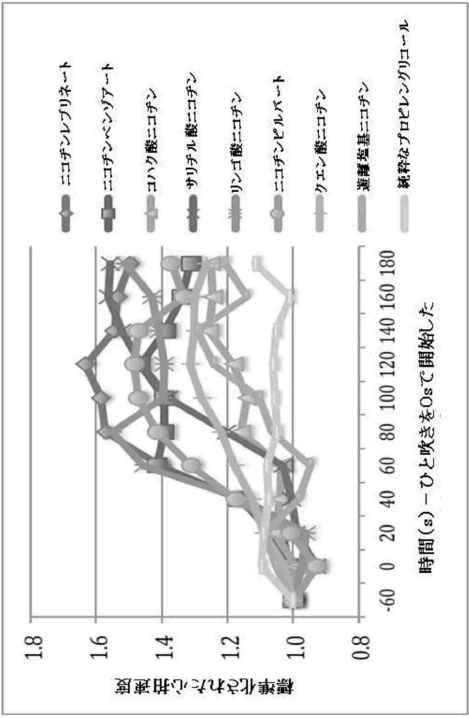 標準化された心拍速度
1.8
1.6
1.4
1.2
1.0
0.8
-60 0 20 40 60 80 100 120 140 160 180
時間(s)-ひと吹きを0sで開始した
ニコチンレブリネート
ニコチンベンゾアート
コハク酸ニコチン
サリチル酸ニコチン
リンゴ酸ニコチン
ニコチンピルバート
クエン酸ニコチン
遊離塩基ニコチン
純粋なプロピレングリコール